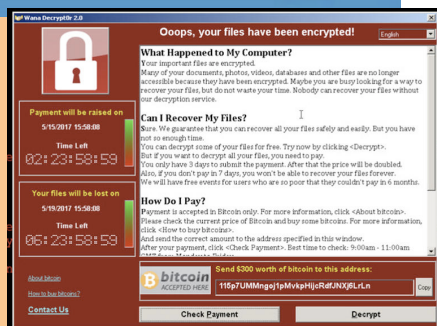 Wana Decrypt0r 2.0
Ooops, your files have been encrypted!
English
What Happened to My Computer?
Your important files are encrypted.
Many of your documents, photos, videos, databases and other files are no longer
accessible because they have been encrypted. Maybe you are busy looking for a way to
recover your files, but do not waste your time. Nobody can recover your files without
our decryption service.
Can I Recover My Files?
Sure. We guarantee that you can recover all your files safely and easily. But you have
not so enough time.
You can decrypt some of your files for free. Try now by clicking <Decrypt>.
But if you want to decrypt all your files, you need to pay.
You only have 3 days to submit the payment. After that the price will be doubled.
Also, if you don't pay in 7 days, you won't be able to recover your files forever.
We will have free events for users who are so poor that they couldn't pay in 6 months.
How Do I Pay?
Payment is accepted in Bitcoin only. For more information, click <About bitcoin>.
Please check the current price of Bitcoin and buy some bitcoins. For more information,
click <How to buy bitcoins>.
And send the correct amount to the address specified in this window.
After your payment, click <Check Payment>. Best time to check: 9:00am - 11:00am
GMT from Monday to Friday.
Payment will be raised on
5/15/2017 15:58:08
Time Left
02:23:58:59
Your files will be lost on
5/19/2017 15:58:08
Time Left
06:23:58:59
About bitcoin
How to buy bitcoins?
Contact Us
bitcoin
ACCEPTED HERE
Send $300 worth of bitcoin to this address:
115p7UMMngoj1pMvkpHijcRdfJNXj6LrLn
Copy
Check Payment
Decrypt